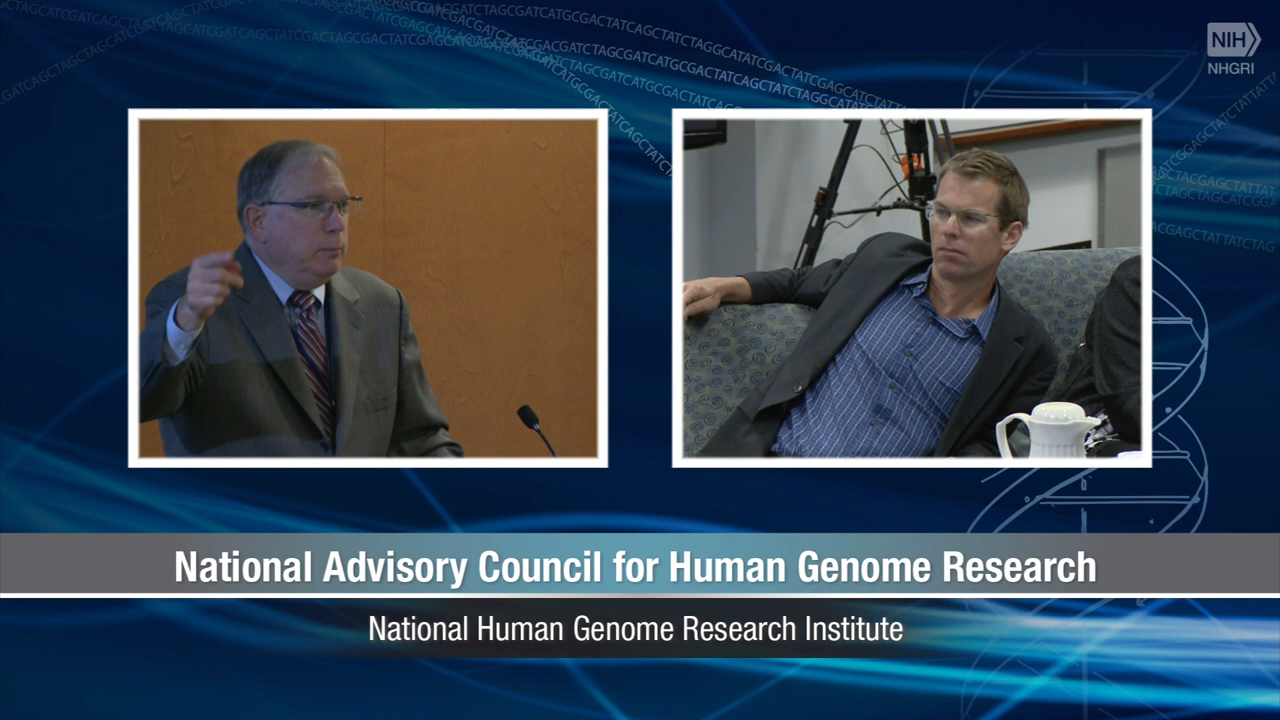 NIH
NHGRI
National Advisory Council for Human Genome Research
National Human Genome Research Institute